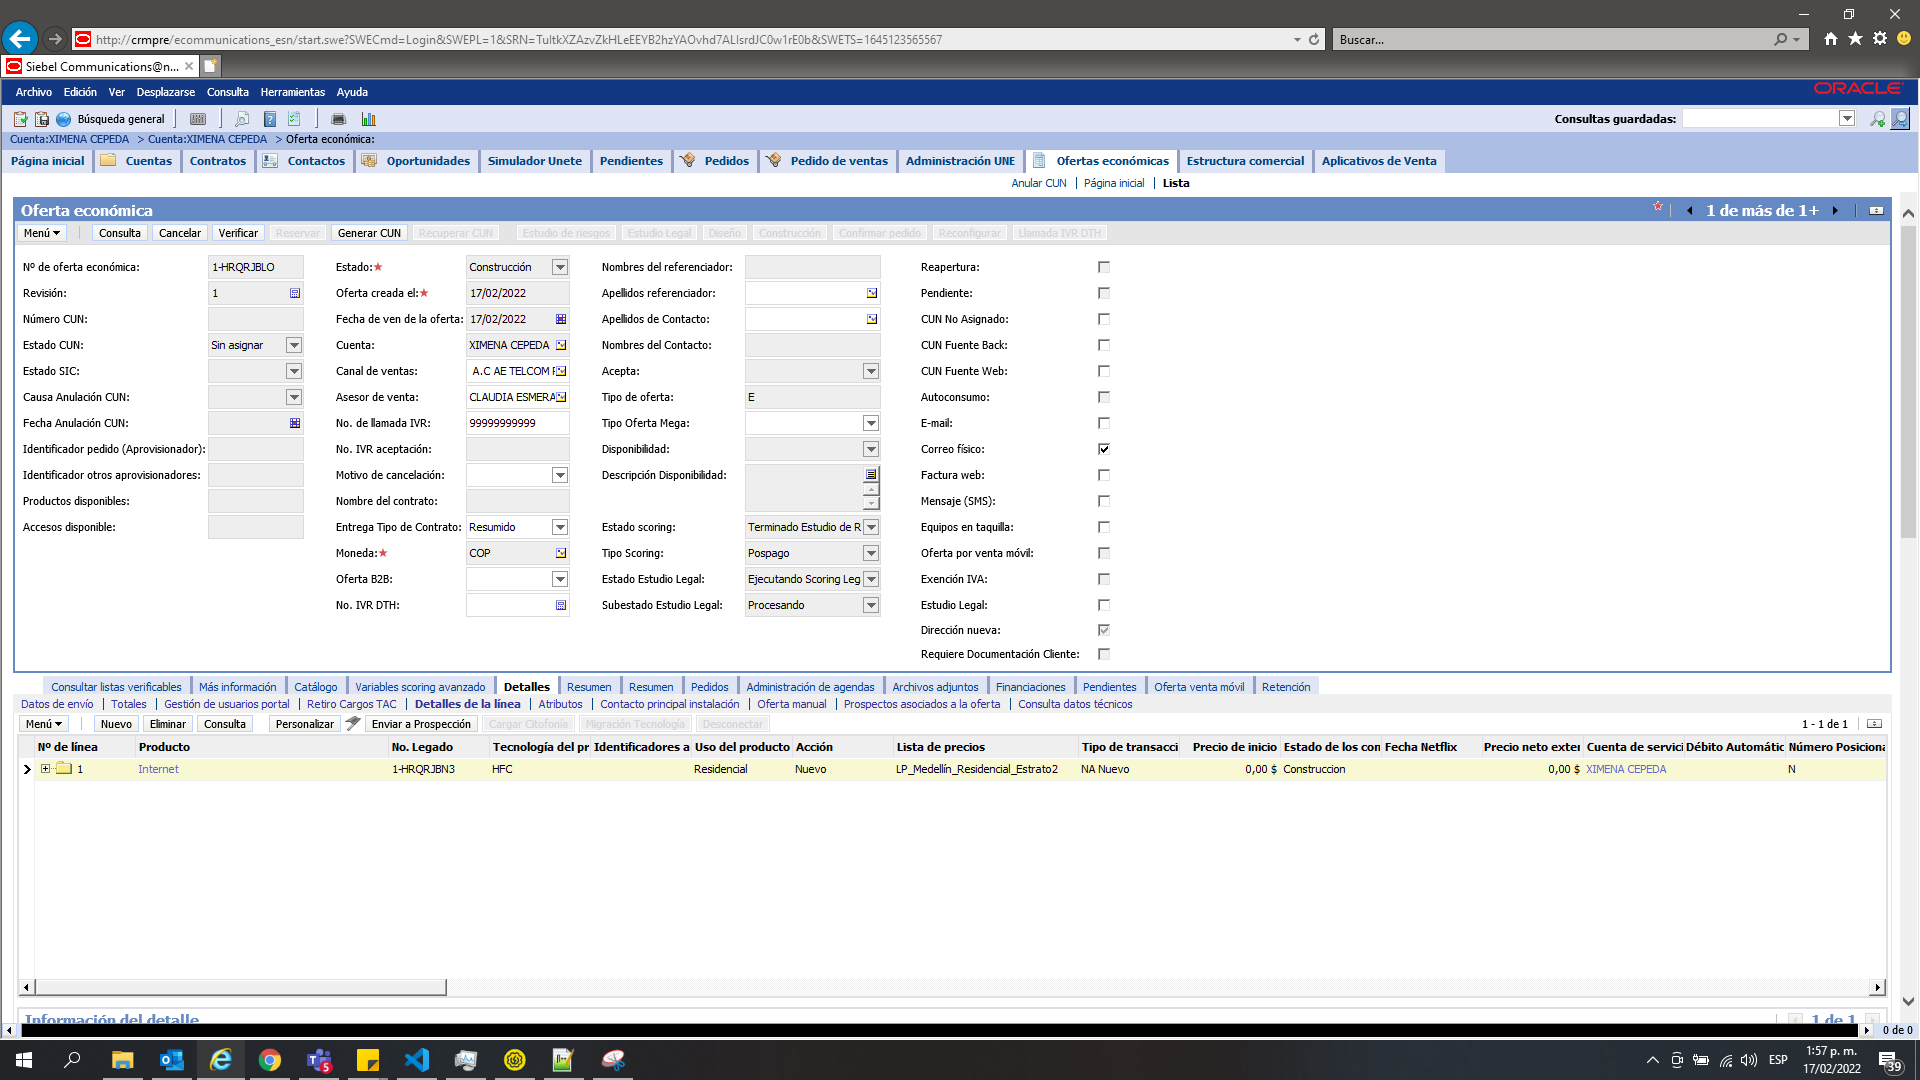 http://crmpre/ecommunications_esn/start.swe?SWECmd=Login&SWEPL=1&SRN=TultkXZAzvZkHLeEEYB2hzYAOvhd7ALlsrdJC0w1rE0b&SWETS=1645123565567
Buscar...
Siebel Communications@n...
Archivo Edición Ver Desplazarse Consulta Herramientas Ayuda
ORACLE
Búsqueda general
Consultas guardadas:
Cuenta:XIMENA CEPEDA > Cuenta:XIMENA CEPEDA > Oferta económica:
Página inicial Cuentas Contratos Contactos Oportunidades Simulador Unete Pendientes Pedidos Pedido de ventas Administración UNE Ofertas económicas Estructura comercial Aplicativos de Venta
Anular CUN | Página inicial | Lista
Oferta económica
1 de más de 1+
Menú Consulta Cancelar Verificar Reservar Generar CUN Recuperar CUN Estudio de riesgos Estudio Legal Diseño Construcción Confirmar pedido Reconfigurar Llamada IVR DTH
Nº de oferta económica: 1-HRQRJBLO Estado:★ Construcción Nombres del referenciador: Reapertura:
Revisión: 1 Oferta creada el:★ 17/02/2022 Apellidos referenciador: Pendiente:
Número CUN: Fecha de ven de la oferta: 17/02/2022 Apellidos de Contacto: CUN No Asignado:
Estado CUN: Sin asignar Cuenta: XIMENA CEPEDA Nombres del Contacto: CUN Fuente Back:
Estado SIC: Canal de ventas: A.C AE TELCOM F Acepta: CUN Fuente Web:
Causa Anulación CUN: Asesor de venta: CLAUDIA ESMERA Tipo de oferta: E Autoconsumo:
Fecha Anulación CUN: No. de llamada IVR: 99999999999 Tipo Oferta Mega: E-mail:
Identificador pedido (Aprovisionador): No. IVR aceptación: Disponibilidad: Correo físico:
Identificador otros aprovisionadores: Motivo de cancelación: Descripción Disponibilidad: Factura web:
Productos disponibles: Nombre del contrato: Mensaje (SMS):
Accesos disponible: Entrega Tipo de Contrato: Resumido Estado scoring: Terminado Estudio de R Equipos en taquilla:
Moneda:★ COP Tipo Scoring: Pospago Oferta por venta móvil:
Oferta B2B: Estado Estudio Legal: Ejecutando Scoring Leg Exención IVA:
No. IVR DTH: Subestado Estudio Legal: Procesando Estudio Legal:
Dirección nueva:
Requiere Documentación Cliente:
Consultar listas verificables Más información Catálogo Variables scoring avanzado Detalles Resumen Resumen Pedidos Administración de agendas Archivos adjuntos Financiaciones Pendientes Oferta venta móvil Retención
Datos de envío | Totales | Gestión de usuarios portal | Retiro Cargos TAC | Detalles de la línea | Atributos | Contacto principal instalación | Oferta manual | Prospectos asociados a la oferta | Consulta datos técnicos
Menú Nuevo Eliminar Consulta Personalizar Enviar a Prospección Cargar Citofonía Migración Tecnología Desconectar 1 - 1 de 1
Nº de línea Producto No. Legado Tecnología del pr Identificadores a Uso del producto Acción Lista de precios Tipo de transacci Precio de inicio Estado de los con Fecha Netflix Precio neto exter Cuenta de servici Débito Automátic Número Posiciona
1 Internet 1-HRQRJBN3 HFC Residencial Nuevo LP_Medellín_Residencial_Estrato2 NA Nuevo 0,00 $ Construccion 0,00 $ XIMENA CEPEDA N
Información del detalle
1 de 1
0 de 0
5
ESP
1:57 p. m.
17/02/2022
39